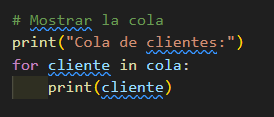 # Mostrar la cola
print("Cola de clientes:")
for cliente in cola:
    print(cliente)